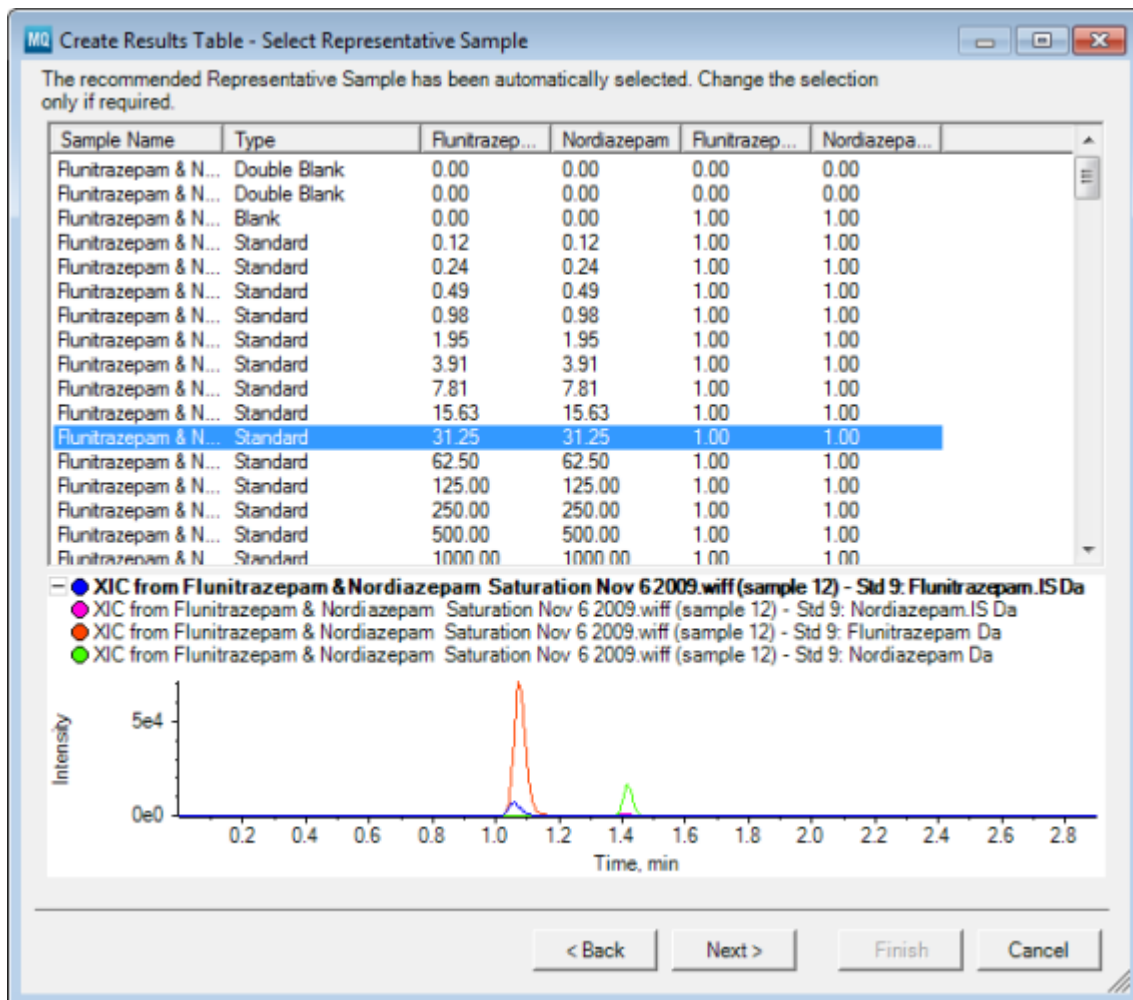 MQ Create Results Table - Select Representative Sample
The recommended Representative Sample has been automatically selected. Change the selection
only if required.
Sample Name Type Flunitrazep... Nordiazepam Flunitrazep... Nordiazepa...
Flunitrazepam & N... Double Blank 0.00 0.00 0.00 0.00
Flunitrazepam & N... Double Blank 0.00 0.00 0.00 0.00
Flunitrazepam & N... Blank 0.00 0.00 1.00 1.00
Flunitrazepam & N... Standard 0.12 0.12 1.00 1.00
Flunitrazepam & N... Standard 0.24 0.24 1.00 1.00
Flunitrazepam & N... Standard 0.49 0.49 1.00 1.00
Flunitrazepam & N... Standard 0.98 0.98 1.00 1.00
Flunitrazepam & N... Standard 1.95 1.95 1.00 1.00
Flunitrazepam & N... Standard 3.91 3.91 1.00 1.00
Flunitrazepam & N... Standard 7.81 7.81 1.00 1.00
Flunitrazepam & N... Standard 15.63 15.63 1.00 1.00
Flunitrazepam & N... Standard 31.25 31.25 1.00 1.00
Flunitrazepam & N... Standard 62.50 62.50 1.00 1.00
Flunitrazepam & N... Standard 125.00 125.00 1.00 1.00
Flunitrazepam & N... Standard 250.00 250.00 1.00 1.00
Flunitrazepam & N... Standard 500.00 500.00 1.00 1.00
Flunitrazepam & N... Standard 1000.00 1000.00 1.00 1.00
XIC from Flunitrazepam &Nordiazepam Saturation Nov 6 2009.wiff (sample 12) - Std 9: Flunitrazepam.IS Da
XIC from Flunitrazepam & Nordiazepam Saturation Nov 6 2009.wiff (sample 12) - Std 9: Nordiazepam.IS Da
XIC from Flunitrazepam & Nordiazepam Saturation Nov 6 2009.wiff (sample 12) - Std 9: Flunitrazepam Da
XIC from Flunitrazepam & Nordiazepam Saturation Nov 6 2009.wiff (sample 12) - Std 9: Nordiazepam Da
Intensity
5e4
0e0
0.2 0.4 0.6 0.8 1.0 1.2 1.4 1.6 1.8 2.0 2.2 2.4 2.6 2.8
Time, min
< Back Next > Finish Cancel